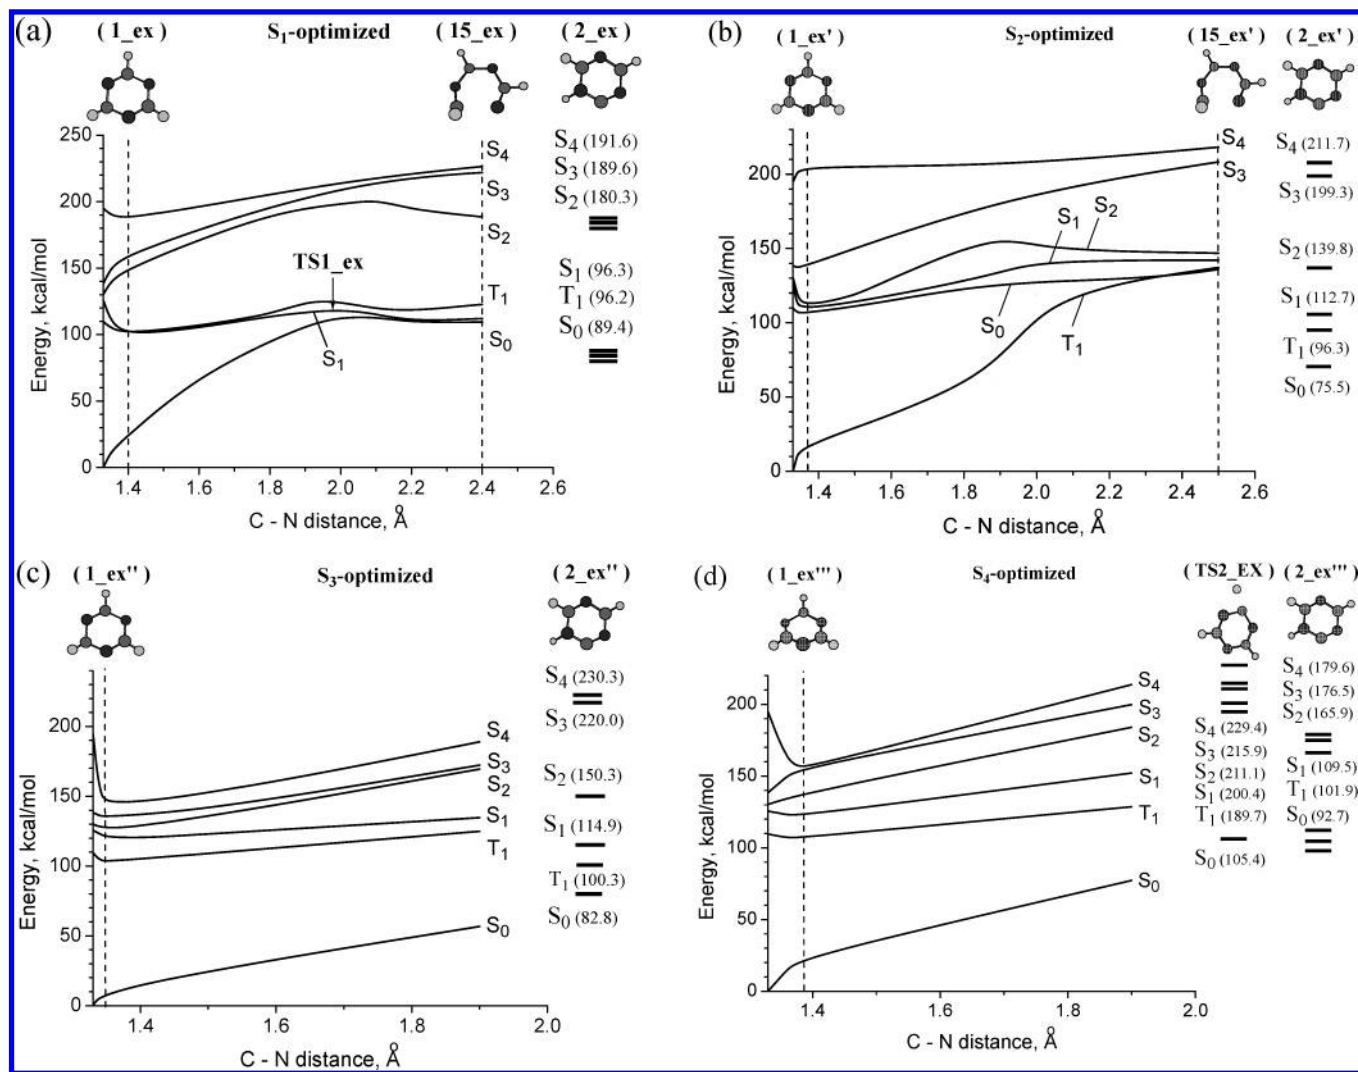 (a)
( 1_ex )
S1-optimized
( 15_ex )
( 2_ex )
250
200
150
100
50
0
Energy, kcal/mol
S4
S3
S2
T1
S0
TS1_ex
S1
S4 (191.6)
S3 (189.6)
S2 (180.3)
S1 (96.3)
T1 (96.2)
S0 (89.4)
1.4 1.6 1.8 2.0 2.2 2.4 2.6
C - N distance, Å
(b)
( 1_ex' )
S2-optimized
( 15_ex' )
( 2_ex' )
200
150
100
50
0
Energy, kcal/mol
S4
S3
S1
S2
S0
T1
S4 (211.7)
S3 (199.3)
S2 (139.8)
S1 (112.7)
T1 (96.3)
S0 (75.5)
1.4 1.6 1.8 2.0 2.2 2.4 2.6
C - N distance, Å
(c)
( 1_ex'' )
S3-optimized
( 2_ex'' )
200
150
100
50
0
Energy, kcal/mol
S4
S3
S2
S1
T1
S0
S4 (230.3)
S3 (220.0)
S2 (150.3)
S1 (114.9)
T1 (100.3)
S0 (82.8)
1.4 1.6 1.8 2.0
C - N distance, Å
(d)
( 1_ex''' )
S4-optimized
( TS2_EX )
( 2_ex''' )
200
150
100
50
0
Energy, kcal/mol
S4
S3
S2
S1
T1
S0
S4 (229.4)
S3 (215.9)
S2 (211.1)
S1 (200.4)
T1 (189.7)
S0 (105.4)
S4 (179.6)
S3 (176.5)
S2 (165.9)
S1 (109.5)
T1 (101.9)
S0 (92.7)
1.4 1.6 1.8 2.0
C - N distance, Å